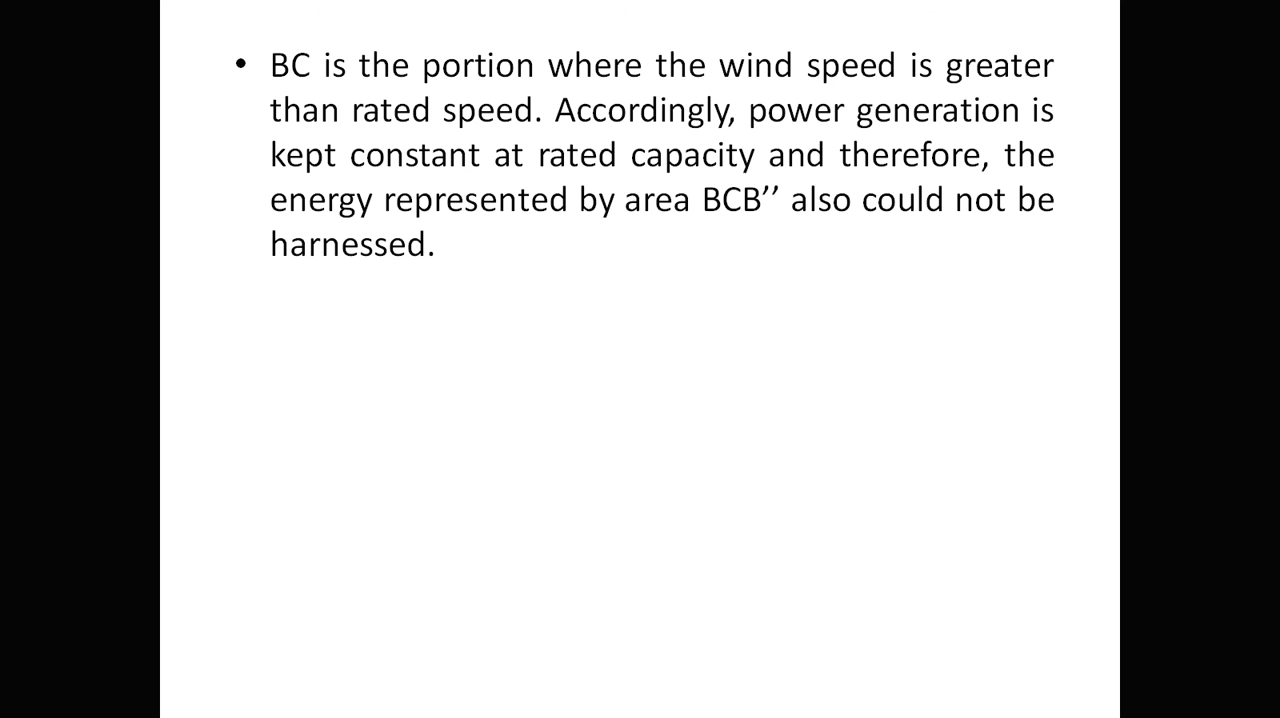 • BC is the portion where the wind speed is greater
than rated speed. Accordingly, power generation is
kept constant at rated capacity and therefore, the
energy represented by area BCB’’ also could not be
harnessed.